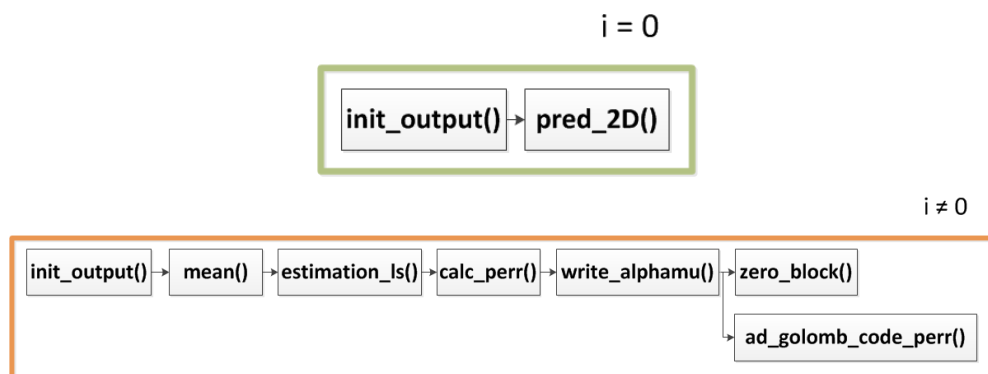 i = 0
init_output() pred_2D()
i ≠ 0
init_output() mean() estimation_ls() calc_perr() write_alphamu() zero_block()
ad_golomb_code_perr()